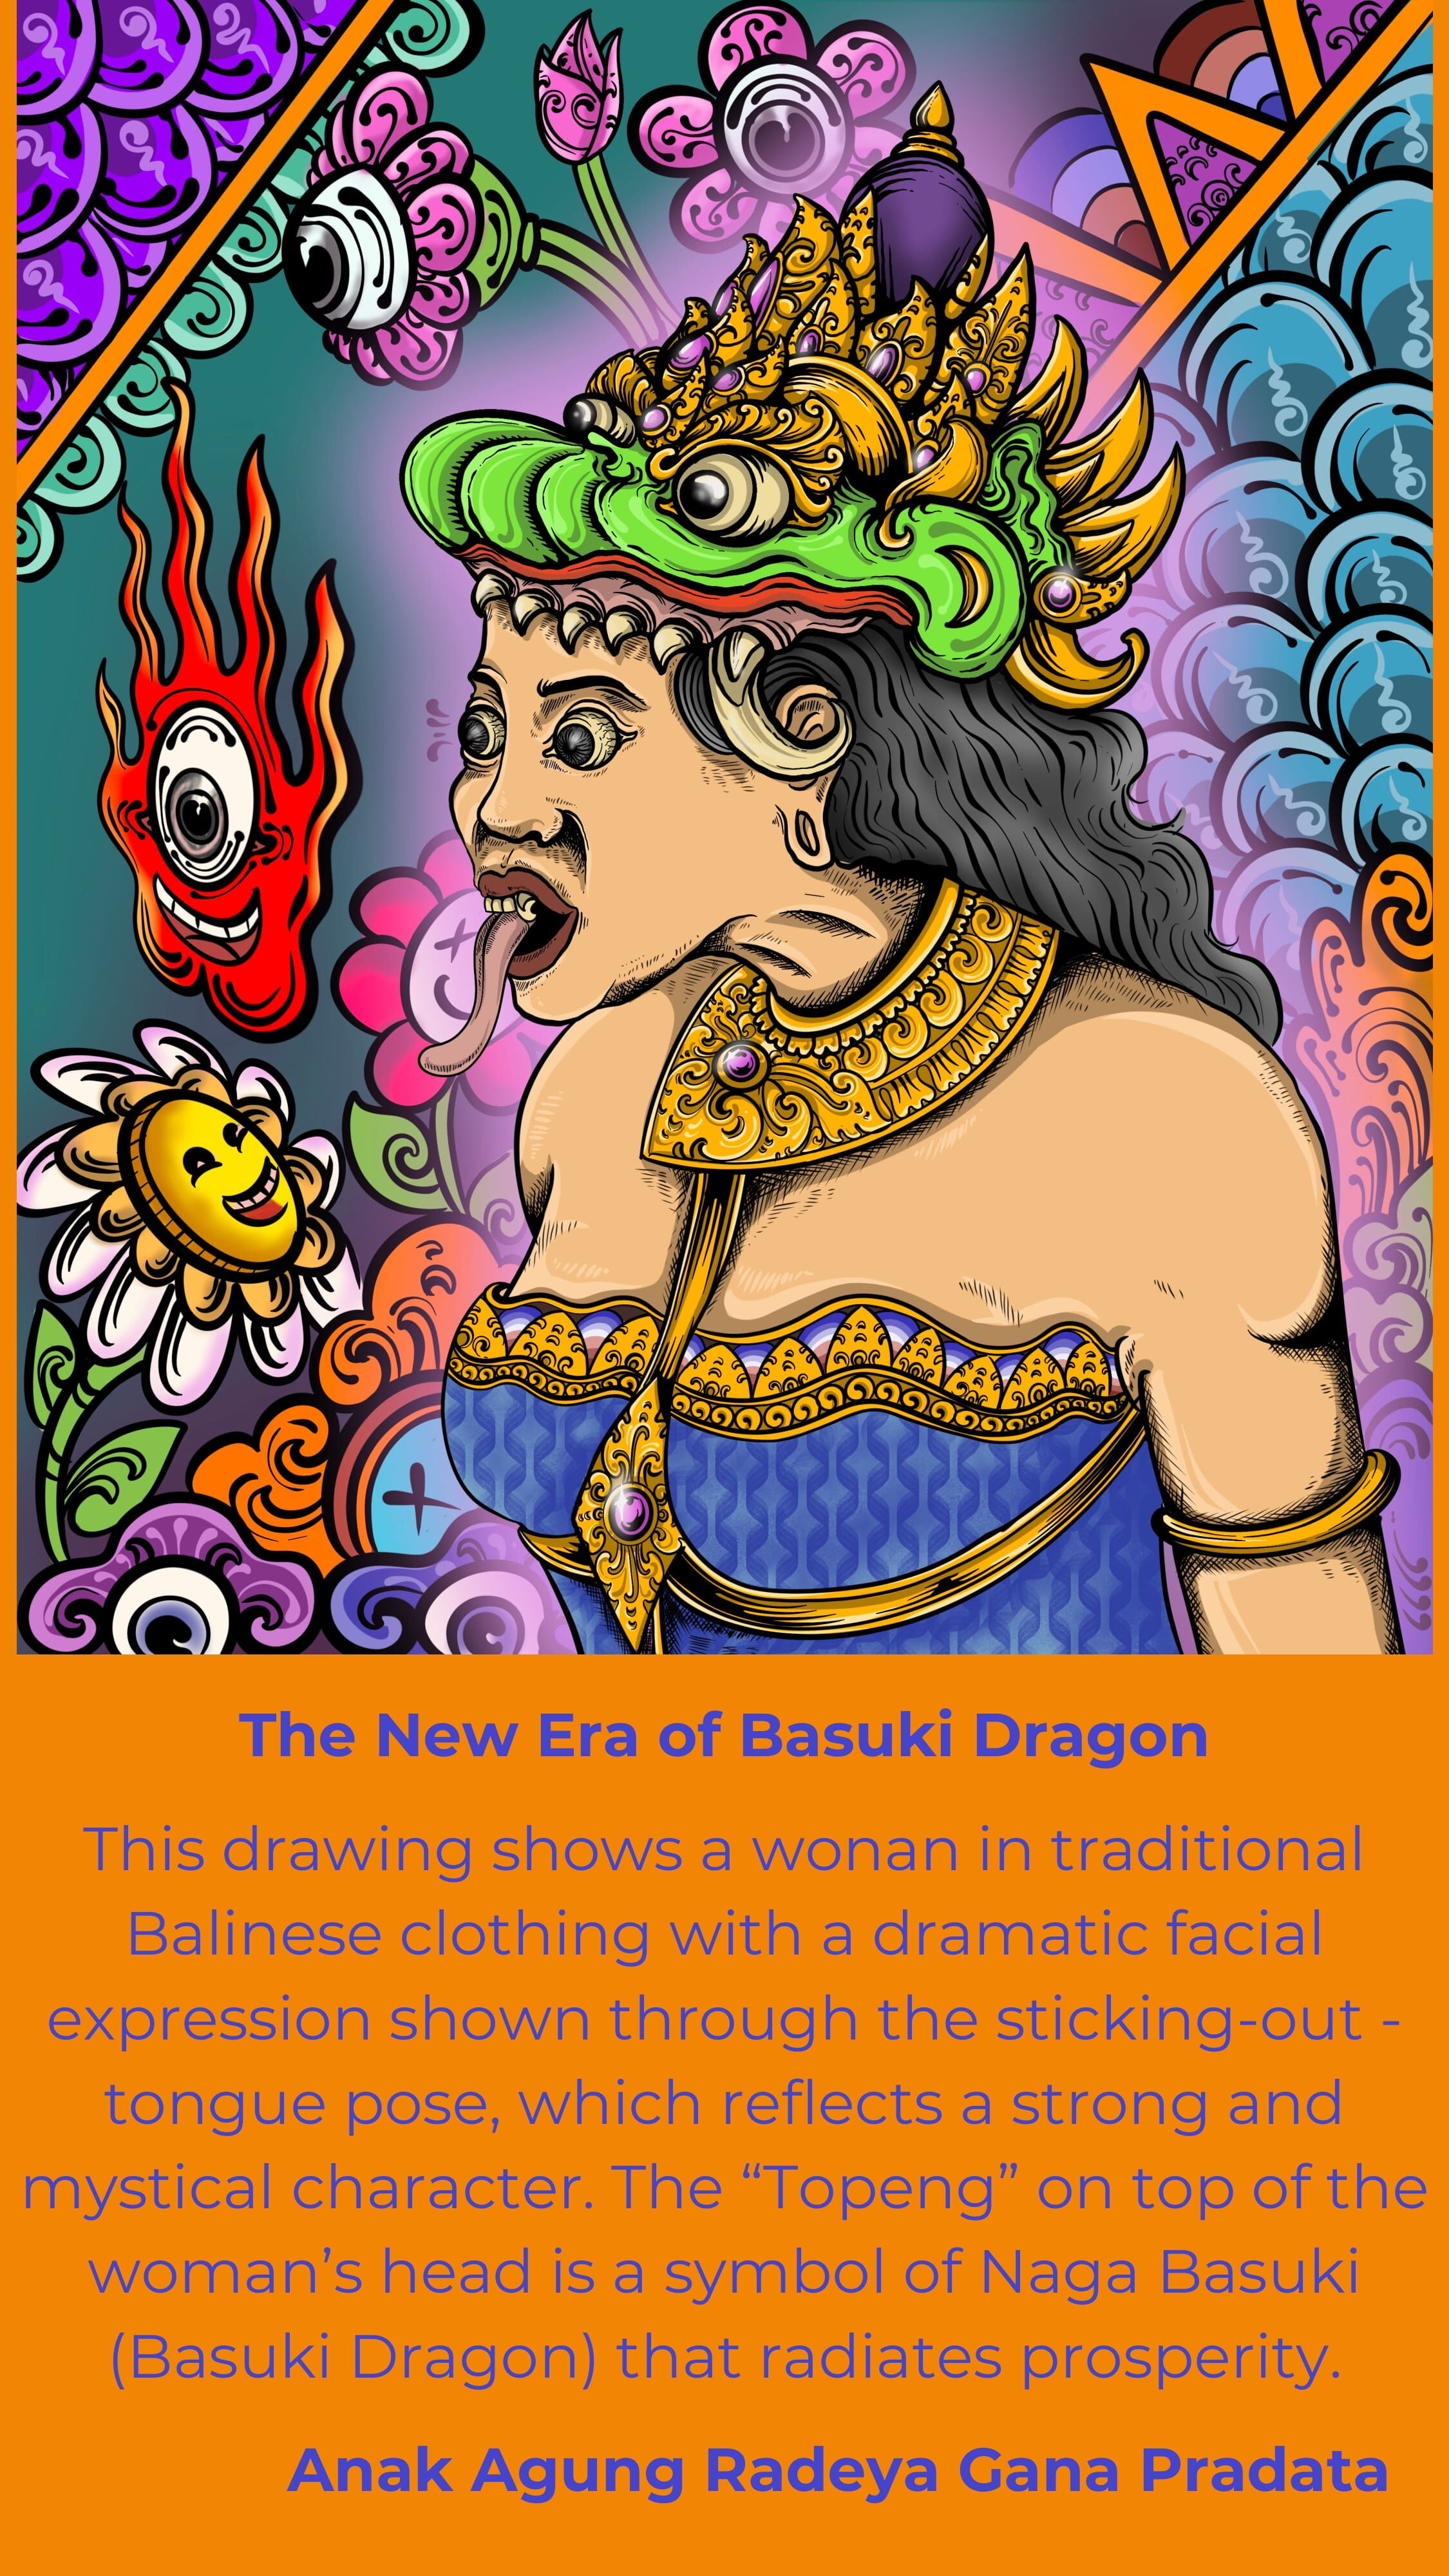 The New Era of Basuki Dragon
This drawing shows a wonan in traditional
Balinese clothing with a dramatic facial
expression shown through the sticking-out -
tongue pose, which reflects a strong and
mystical character. The “Topeng” on top of the
woman’s head is a symbol of Naga Basuki
(Basuki Dragon) that radiates prosperity.
Anak Agung Radeya Gana Pradata